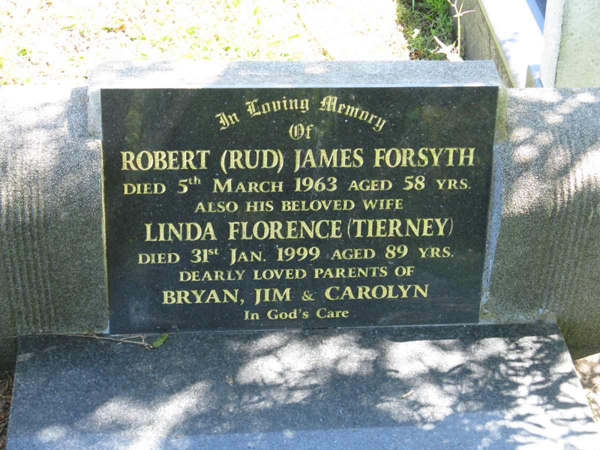 In Loving Memory
Of
ROBERT (RUD) JAMES FORSYTH
DIED 5th MARCH 1963 AGED 58 YRS.
ALSO HIS BELOVED WIFE
LINDA FLORENCE (TIERNEY)
DIED 31st JAN. 1999 AGED 89 YRS.
DEARLY LOVED PARENTS OF
BRYAN, JIM & CAROLYN
In God's Care